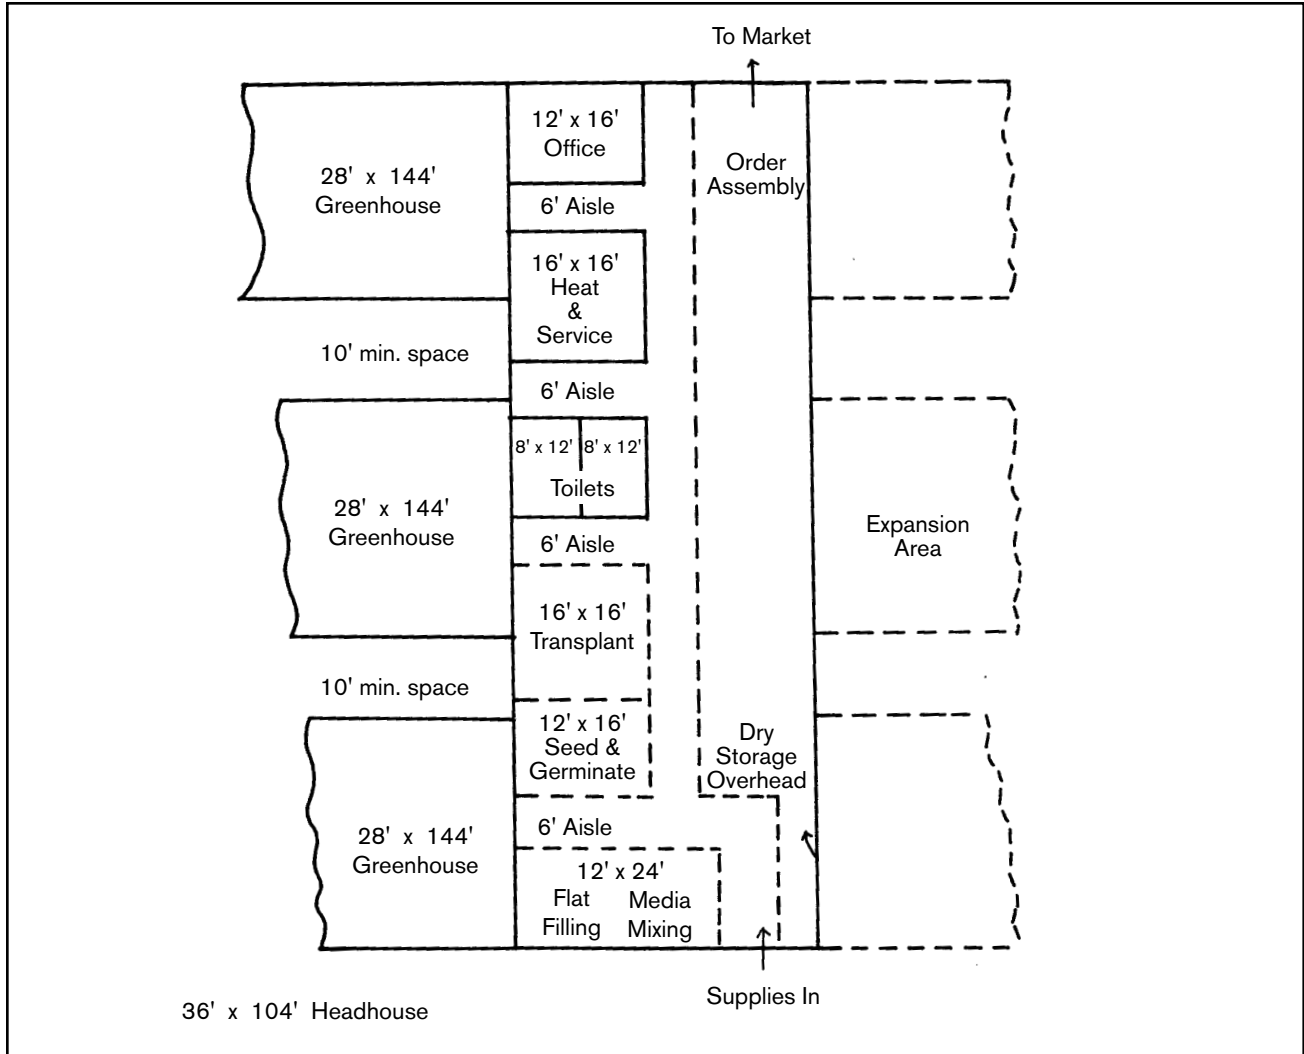 To Market
12' x 16'
Office
Order
Assembly
28' x 144'
Greenhouse
6' Aisle
16' x 16'
Heat
&
Service
10' min. space
6' Aisle
8' x 12'
8' x 12'
Toilets
28' x 144'
Greenhouse
Expansion
Area
6' Aisle
16' x 16'
Transplant
10' min. space
12' x 16'
Seed &
Germinate
Dry
Storage
Overhead
28' x 144'
Greenhouse
6' Aisle
12' x 24'
Flat
Filling
Media
Mixing
Supplies In
36' x 104' Headhouse